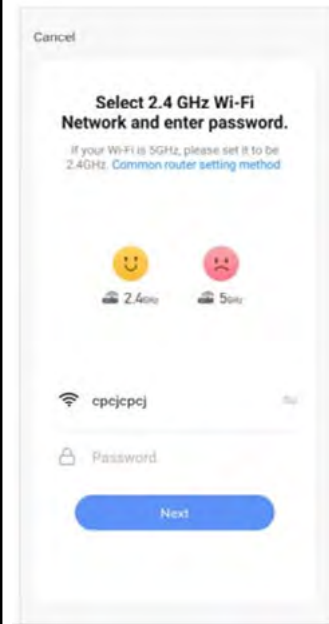 Cancel
Select 2.4 GHz Wi-Fi
Network and enter password.
If your Wi-Fi is 5GHz, please set it to be
2.4GHz. Common router setting method
2.4GHz 5GHz
cpcjcpcj
Password
Next